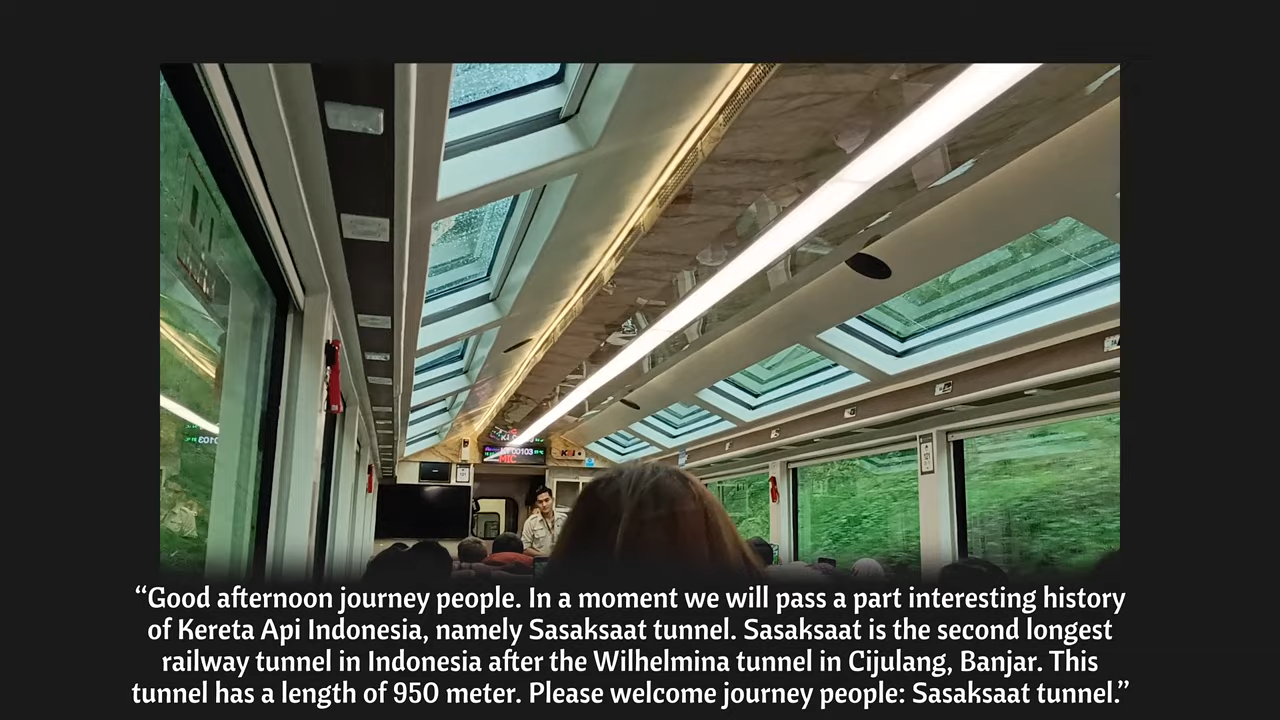 “Good afternoon journey people. In a moment we will pass a part interesting history
of Kereta Api Indonesia, namely Sasaksaat tunnel. Sasaksaat is the second longest
railway tunnel in Indonesia after the Wilhelmina tunnel in Cijulang, Banjar. This
tunnel has a length of 950 meter. Please welcome journey people: Sasaksaat tunnel.”